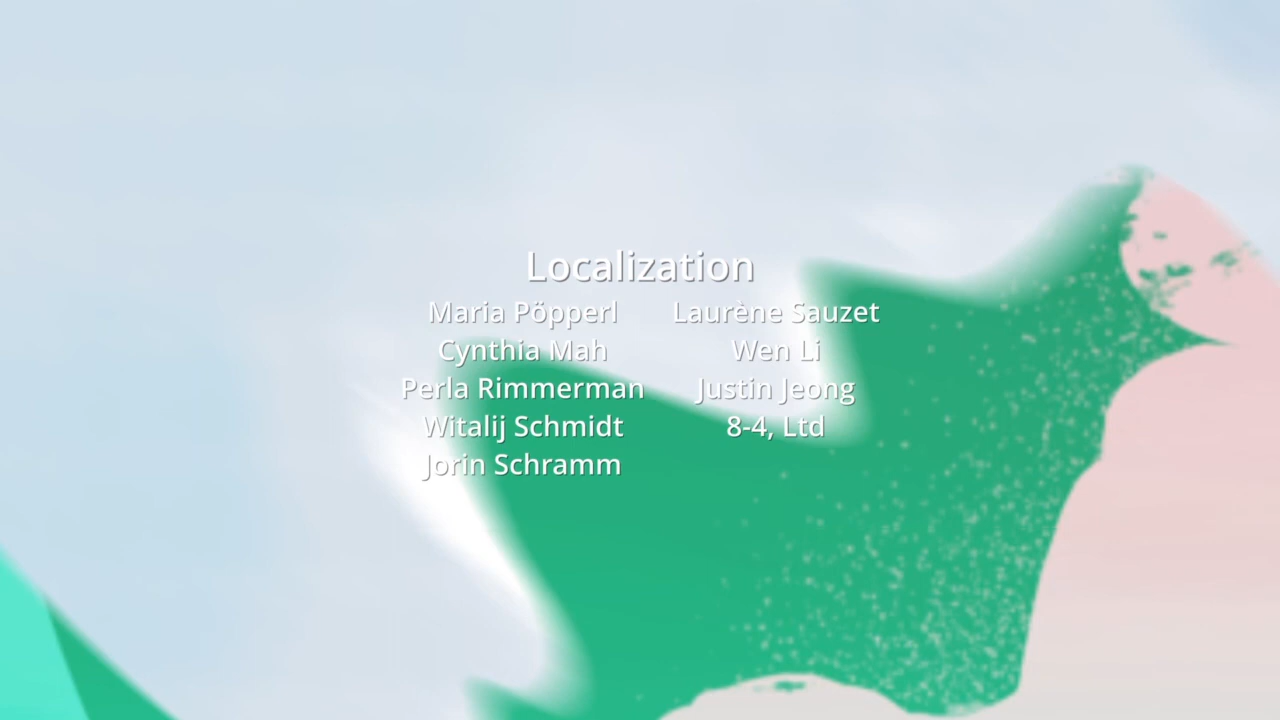 Localization
Maria Pöpperl Laurène Sauzet
Cynthia Mah Wen Li
Perla Rimmerman Justin Jeong
Witalij Schmidt 8-4, Ltd
Jorin Schramm